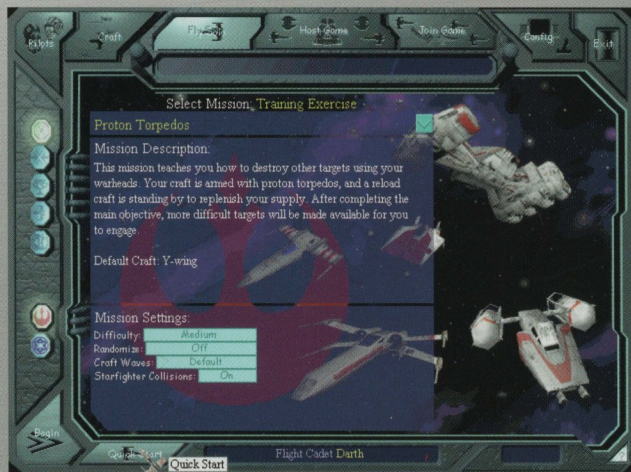 Pilots
Craft
Fly Solo
Host Game
Join Game
Config
Exit
Select Mission: Training Exercise
Proton Torpedos
Mission Description:
This mission teaches you how to destroy other targets using your
warheads. Your craft is armed with proton torpedos, and a reload
craft is standing by to replenish your supply. After completing the
main objective, more difficult targets will be made available for you
to engage.
Default Craft: Y-wing
Mission Settings:
Difficulty: Medium
Randomize: Off
Craft Waves: Default
Starfighter Collisions: On
Begin
Quick Start
Quick Start
Flight Cadet Darth